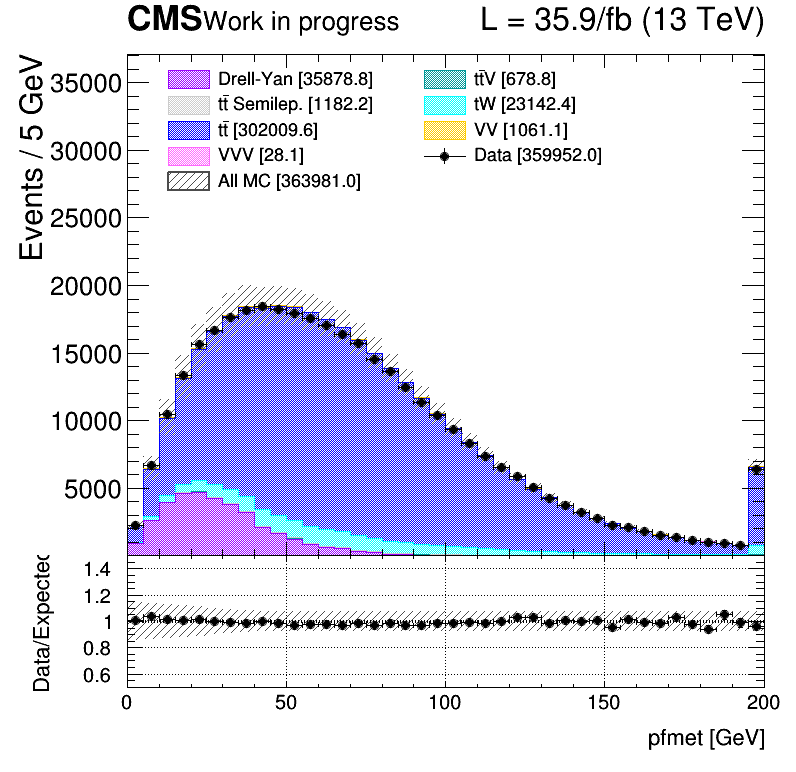 CMS Work in progress L = 35.9/fb (13 TeV)
Events / 5 GeV
35000
30000
25000
20000
15000
10000
5000
Drell-Yan [35878.8]
tt̄ Semilep. [1182.2]
tt̄ [302009.6]
VVV [28.1]
All MC [363981.0]
tt̄V [678.8]
tW [23142.4]
VV [1061.1]
Data [359952.0]
Data/Expected
1.4
1.2
1
0.8
0.6
0 50 100 150 200
pfmet [GeV]